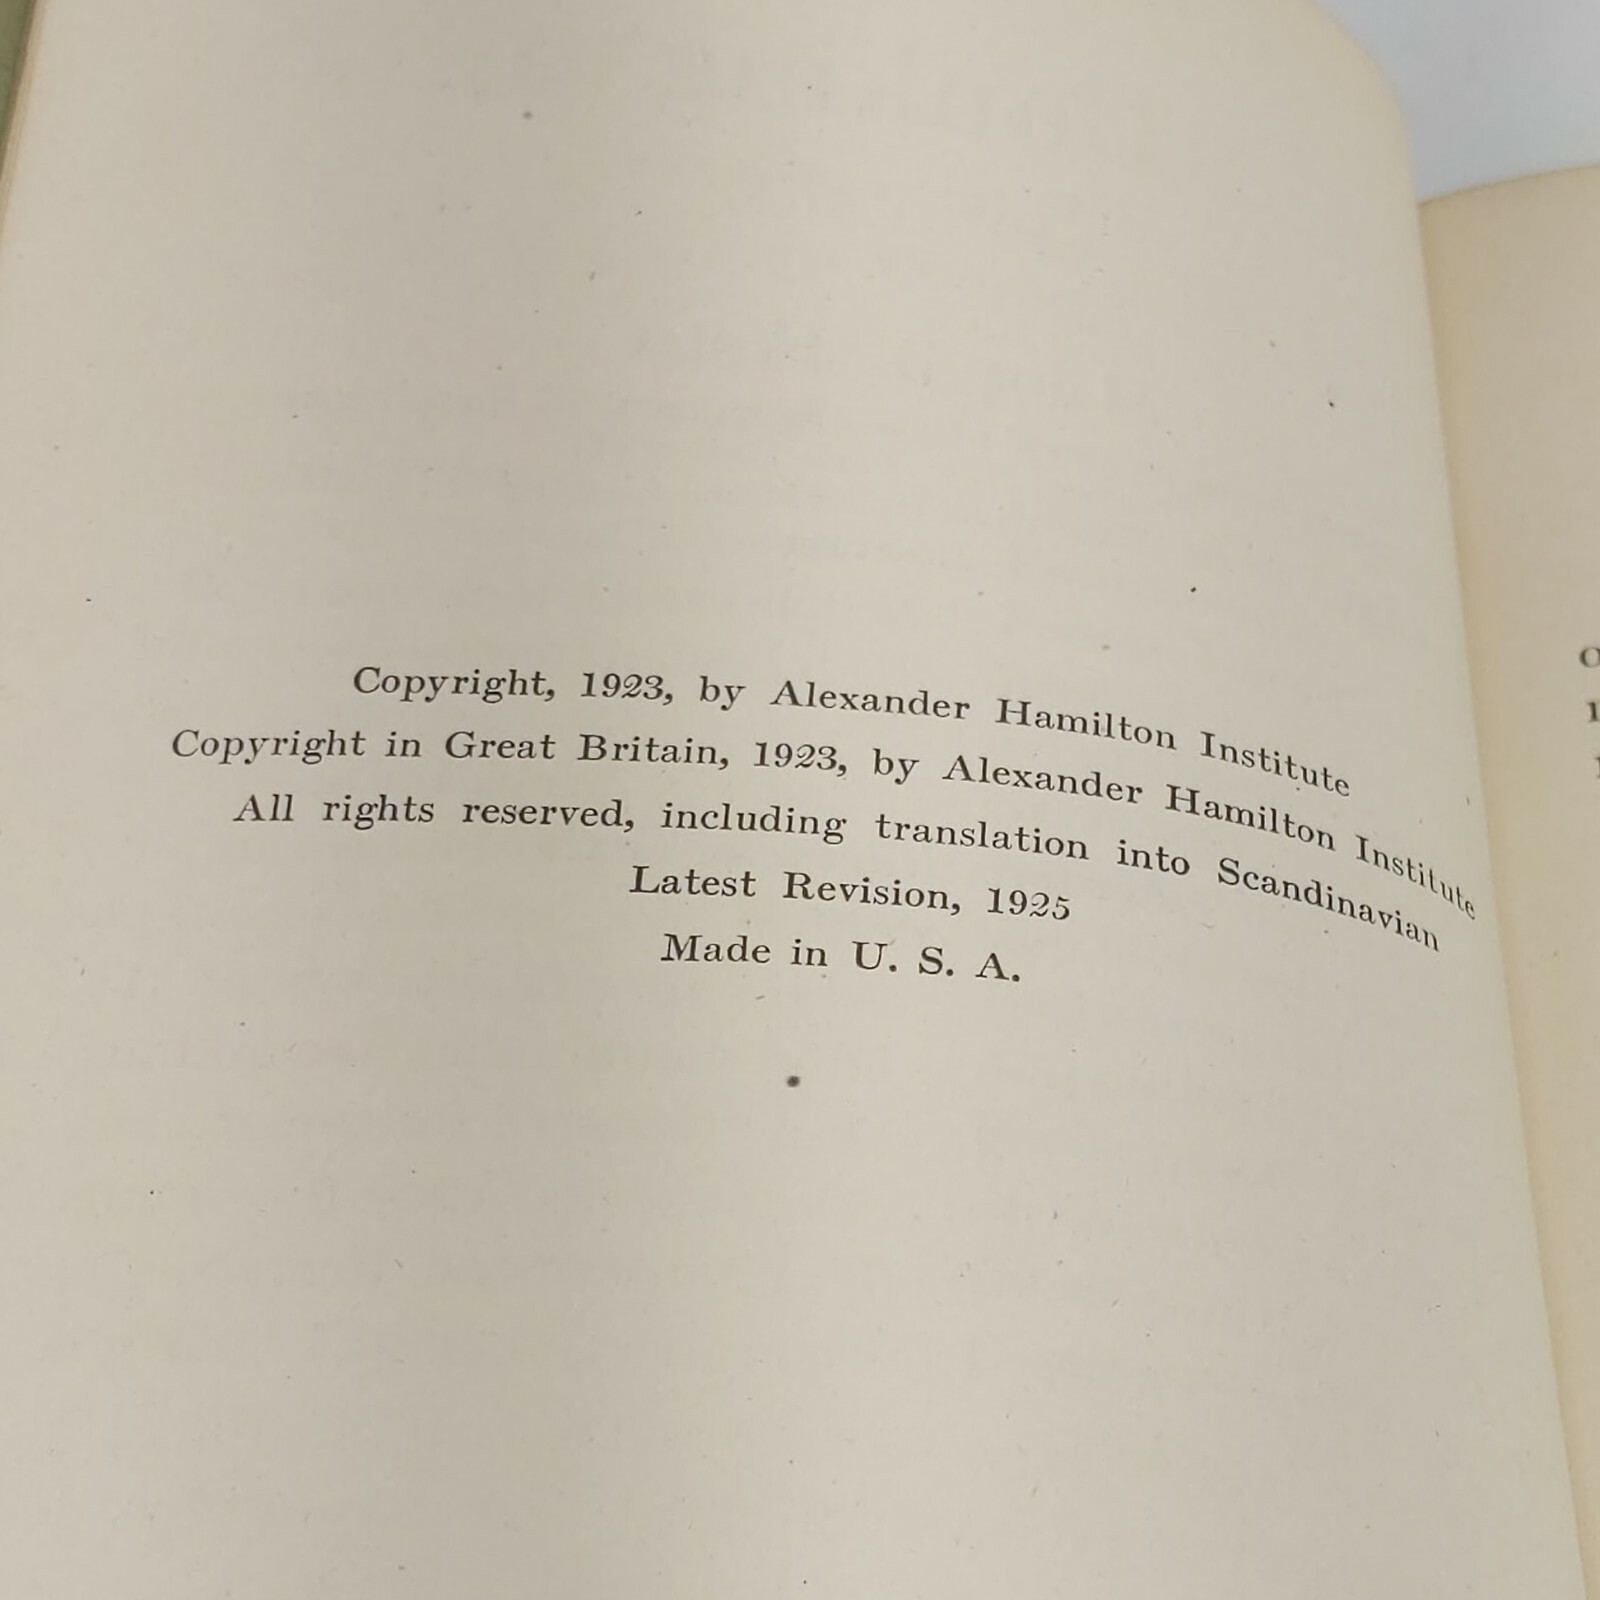 Copyright, 1923, by Alexander Hamilton Institute
Copyright in Great Britain, 1923, by Alexander Hamilton Institute
All rights reserved, including translation into Scandinavian
Latest Revision, 1925
Made in U. S. A.